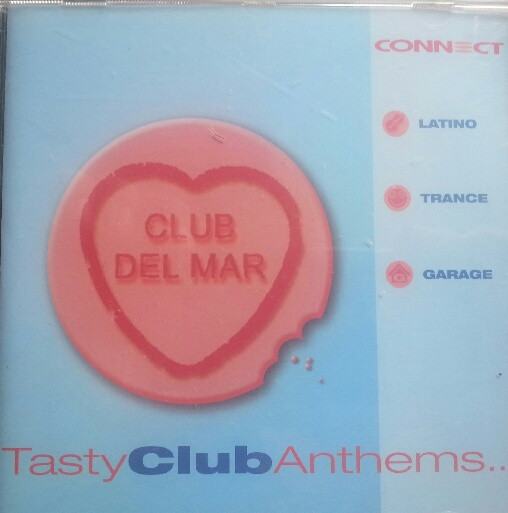 CONNECT
LATINO
TRANCE
GARAGE
CLUB
DEL MAR
TastyClubAnthems..